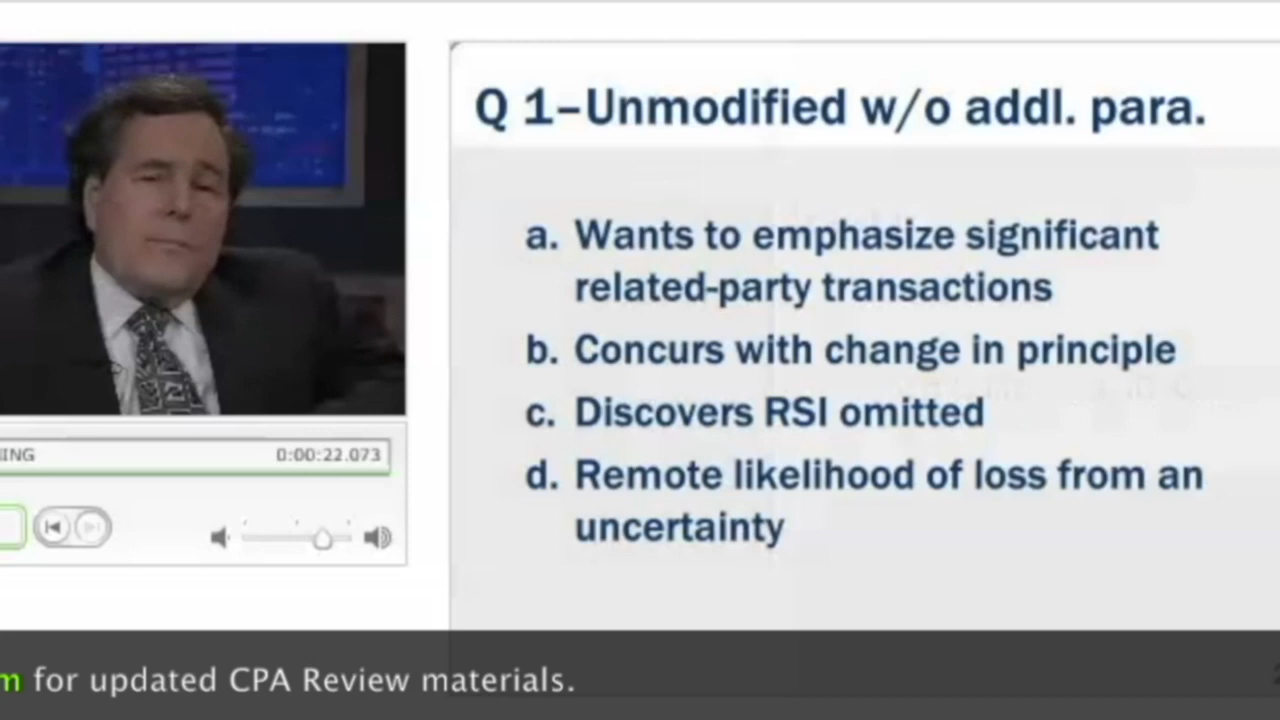 Q 1–Unmodified w/o addl. para.
a. Wants to emphasize significant
related-party transactions
b. Concurs with change in principle
c. Discovers RSI omitted
d. Remote likelihood of loss from an
uncertainty
ING 0:00:22.073
m for updated CPA Review materials.